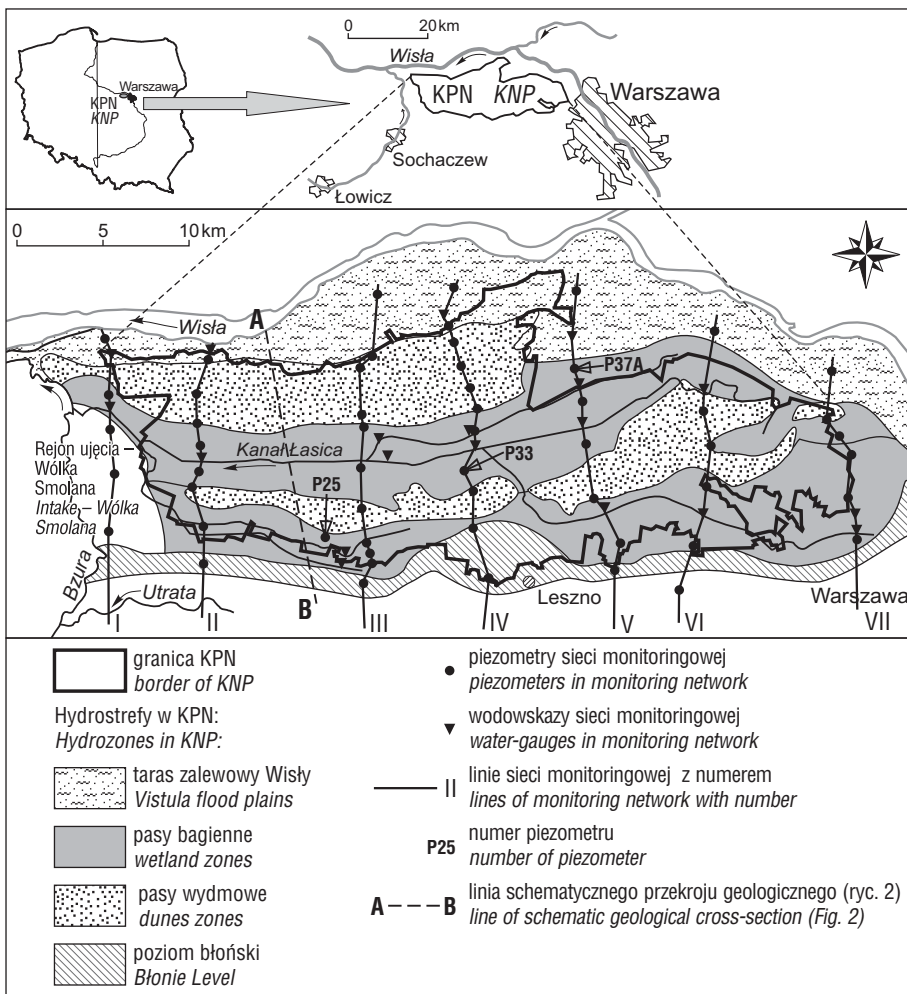 0 20 km
Wisła
Warszawa
KPN
KNP
KPN KNP
Warszawa
Sochaczew
Łowicz
0 5 10 km
Wisła
A
P37A
Kanał Łasica
P33
P25
Rejon ujęcia –
Wólka
Smolana
Intake – Wólka
Smolana
Bzura
Utrata
B
Leszno
Warszawa
I II III IV V VI VII
granica KPN
border of KNP
Hydrostrefy w KPN:
Hydrozones in KNP:
taras zalewowy Wisły
Vistula flood plains
pasy bagienne
wetland zones
pasy wydmowe
dunes zones
poziom błoński
Błonie Level
piezometry sieci monitoringowej
piezometers in monitoring network
wodowskazy sieci monitoringowej
water-gauges in monitoring network
II linie sieci monitoringowej z numerem
lines of monitoring network with number
P25 numer piezometru
number of piezometer
A – – – B linia schematycznego przekroju geologicznego (ryc. 2)
line of schematic geological cross-section (Fig. 2)